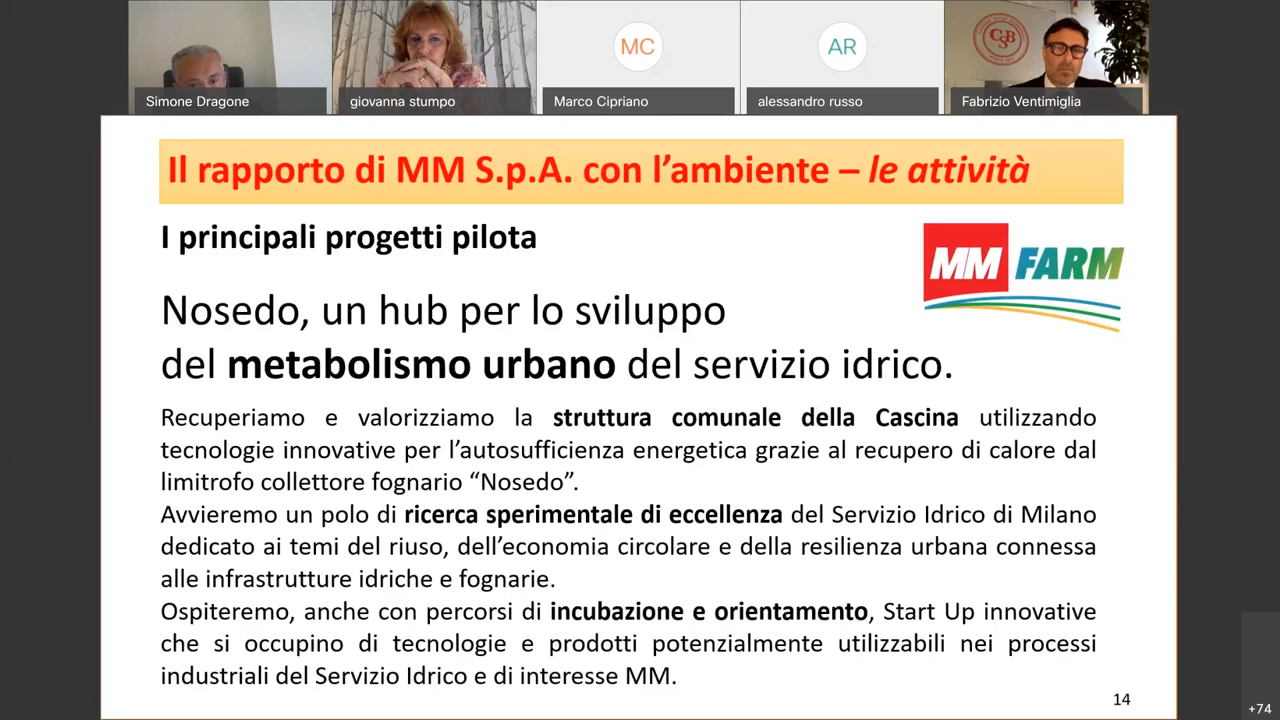 MC
AR
CSB
Simone Dragone
giovanna stumpo
Marco Cipriano
alessandro russo
Fabrizio Ventimiglia
Il rapporto di MM S.p.A. con l’ambiente – le attività
I principali progetti pilota
MM FARM
Nosedo, un hub per lo sviluppo
del metabolismo urbano del servizio idrico.
Recuperiamo e valorizziamo la struttura comunale della Cascina utilizzando
tecnologie innovative per l’autosufficienza energetica grazie al recupero di calore dal
limitrofo collettore fognario “Nosedo”.
Avvieremo un polo di ricerca sperimentale di eccellenza del Servizio Idrico di Milano
dedicato ai temi del riuso, dell’economia circolare e della resilienza urbana connessa
alle infrastrutture idriche e fognarie.
Ospiteremo, anche con percorsi di incubazione e orientamento, Start Up innovative
che si occupino di tecnologie e prodotti potenzialmente utilizzabili nei processi
industriali del Servizio Idrico e di interesse MM.
14
+74